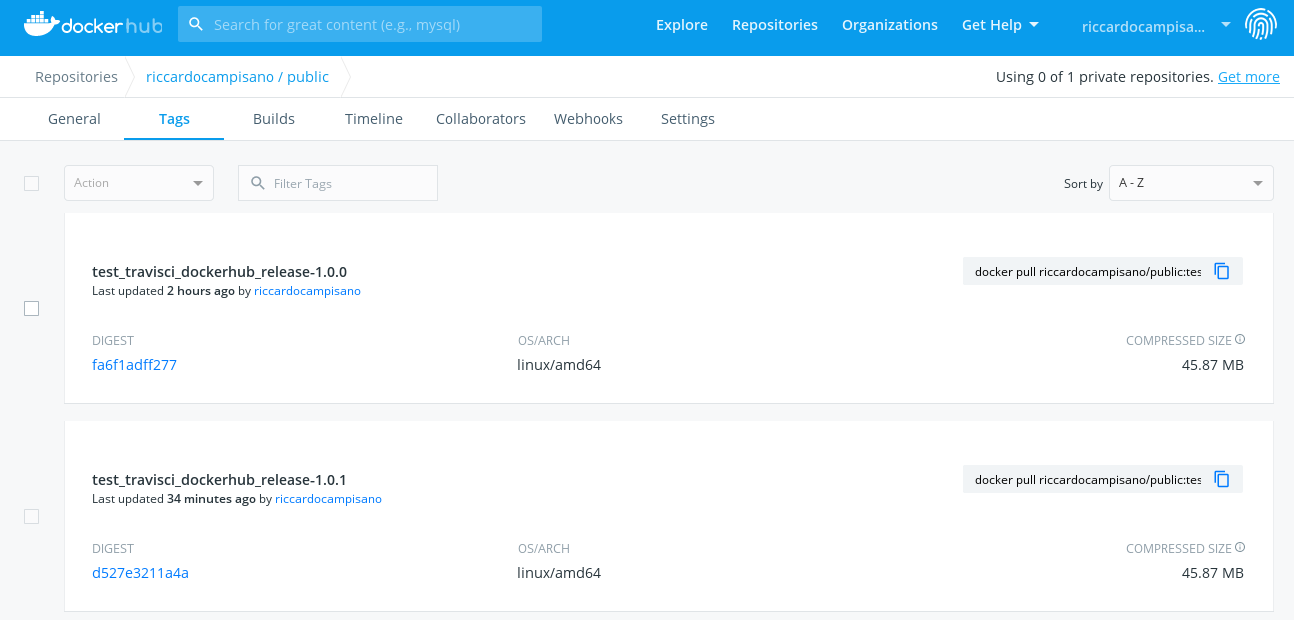 dockerhub Search for great content (e.g., mysql) Explore Repositories Organizations Get Help riccardocampisa...
Repositories riccardocampisano / public Using 0 of 1 private repositories. Get more
General Tags Builds Timeline Collaborators Webhooks Settings
Action Filter Tags Sort by A - Z
test_travisci_dockerhub_release-1.0.0 docker pull riccardocampisano/public:tes
Last updated 2 hours ago by riccardocampisano
DIGEST OS/ARCH COMPRESSED SIZE
fa6f1adff277 linux/amd64 45.87 MB
test_travisci_dockerhub_release-1.0.1 docker pull riccardocampisano/public:tes
Last updated 34 minutes ago by riccardocampisano
DIGEST OS/ARCH COMPRESSED SIZE
d527e3211a4a linux/amd64 45.87 MB